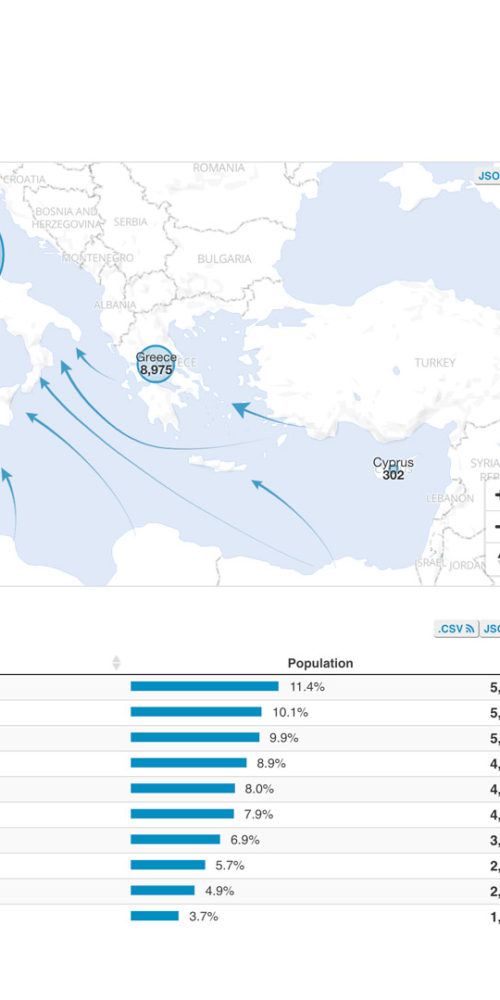 ROMANIA
JSO
CROATIA
BOSNIA AND
HERZEGOVINA
SERBIA
MONTENEGRO
BULGARIA
ALBANIA
Greece
ECE
8,975
TURKEY
Cyprus
302
SYRIA
REP
LEBANON
ISRAEL
JORDA
.CSV JSO
Population
11.4% 5,
10.1% 5,
9.9% 5,
8.9% 4,
8.0% 4,
7.9% 4,
6.9% 3,
5.7% 2,
4.9% 2,
3.7% 1,